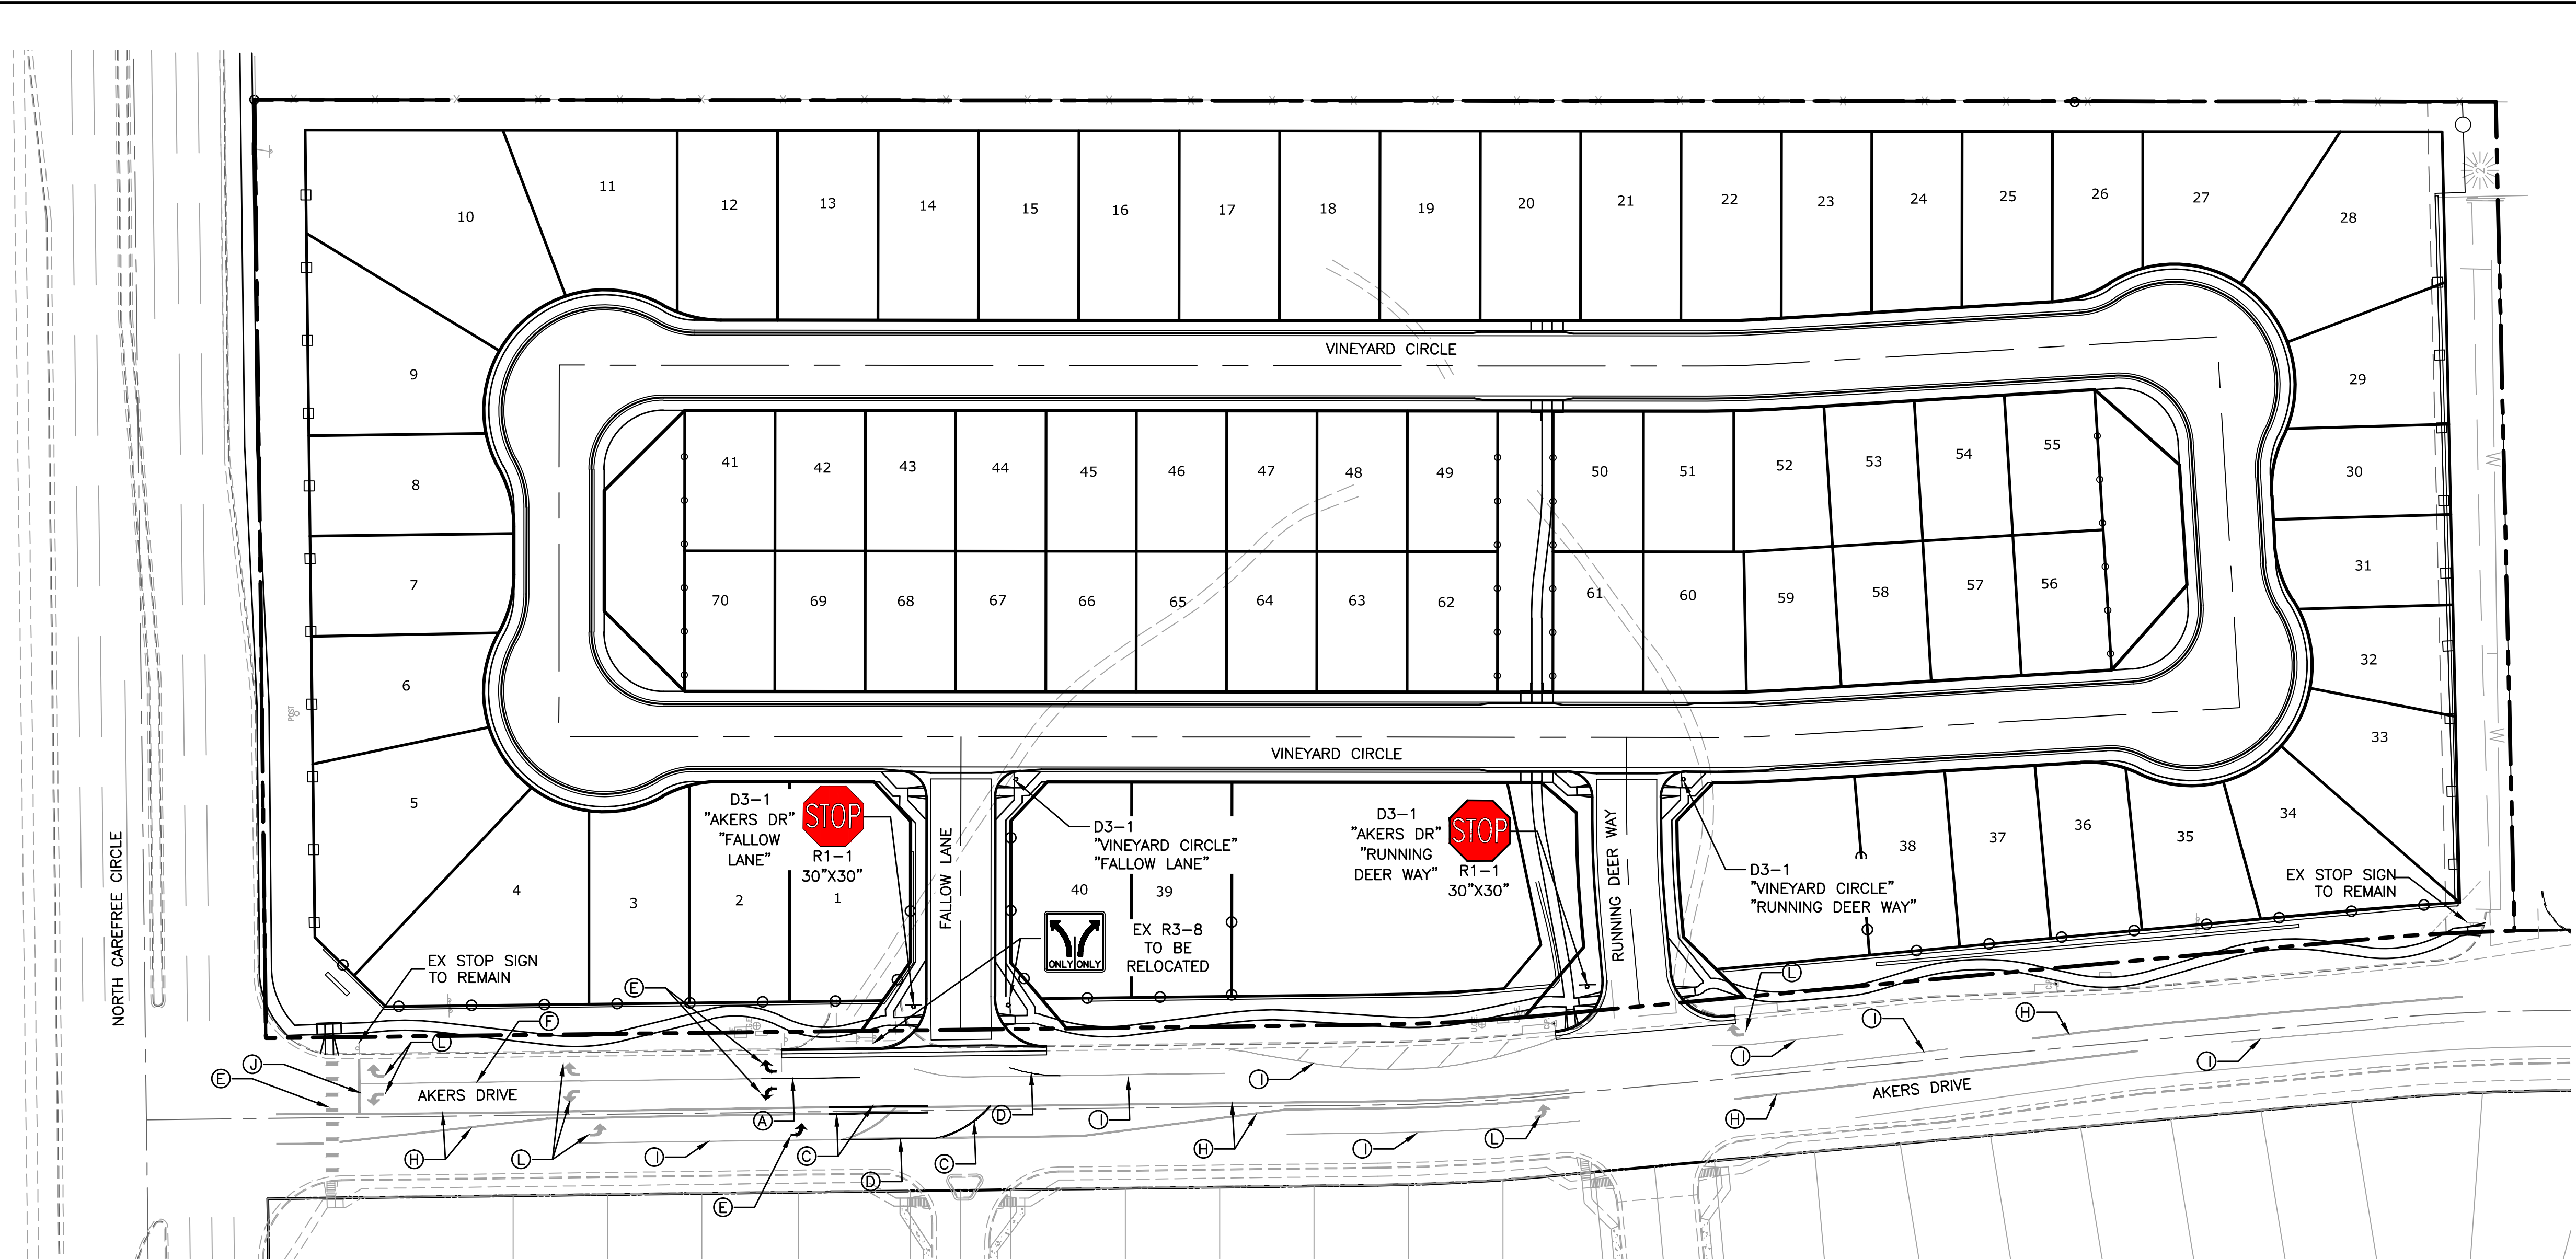 10
11
12
13
14
15
16
17
18
19
20
21
22
23
24
25
26
27
28
VINEYARD CIRCLE
9
29
8
30
7
31
6
32
5
33
41
42
43
44
45
46
47
48
49
50
51
52
53
54
55
70
69
68
67
66
65
64
63
62
61
60
59
58
57
56
POST
VINEYARD CIRCLE
NORTH CAREFREE CIRCLE
4
3
2
1
D3-1
"AKERS DR"
"FALLOW
LANE"
STOP
R1-1
30"X30"
FALLOW LANE
D3-1
"VINEYARD CIRCLE"
"FALLOW LANE"
40
39
ONLY ONLY
EX R3-8
TO BE
RELOCATED
D3-1
"AKERS DR"
"RUNNING
DEER WAY"
STOP
R1-1
30"X30"
RUNNING DEER WAY
D3-1
"VINEYARD CIRCLE"
"RUNNING DEER WAY"
38
37
36
35
34
EX STOP SIGN
TO REMAIN
EX STOP SIGN
TO REMAIN
E
F
L
L
J
E
AKERS DRIVE
A
D
I
I
I
I
H
I
AKERS DRIVE
H
H
L
I
C
D
C
E
H
I
L
H